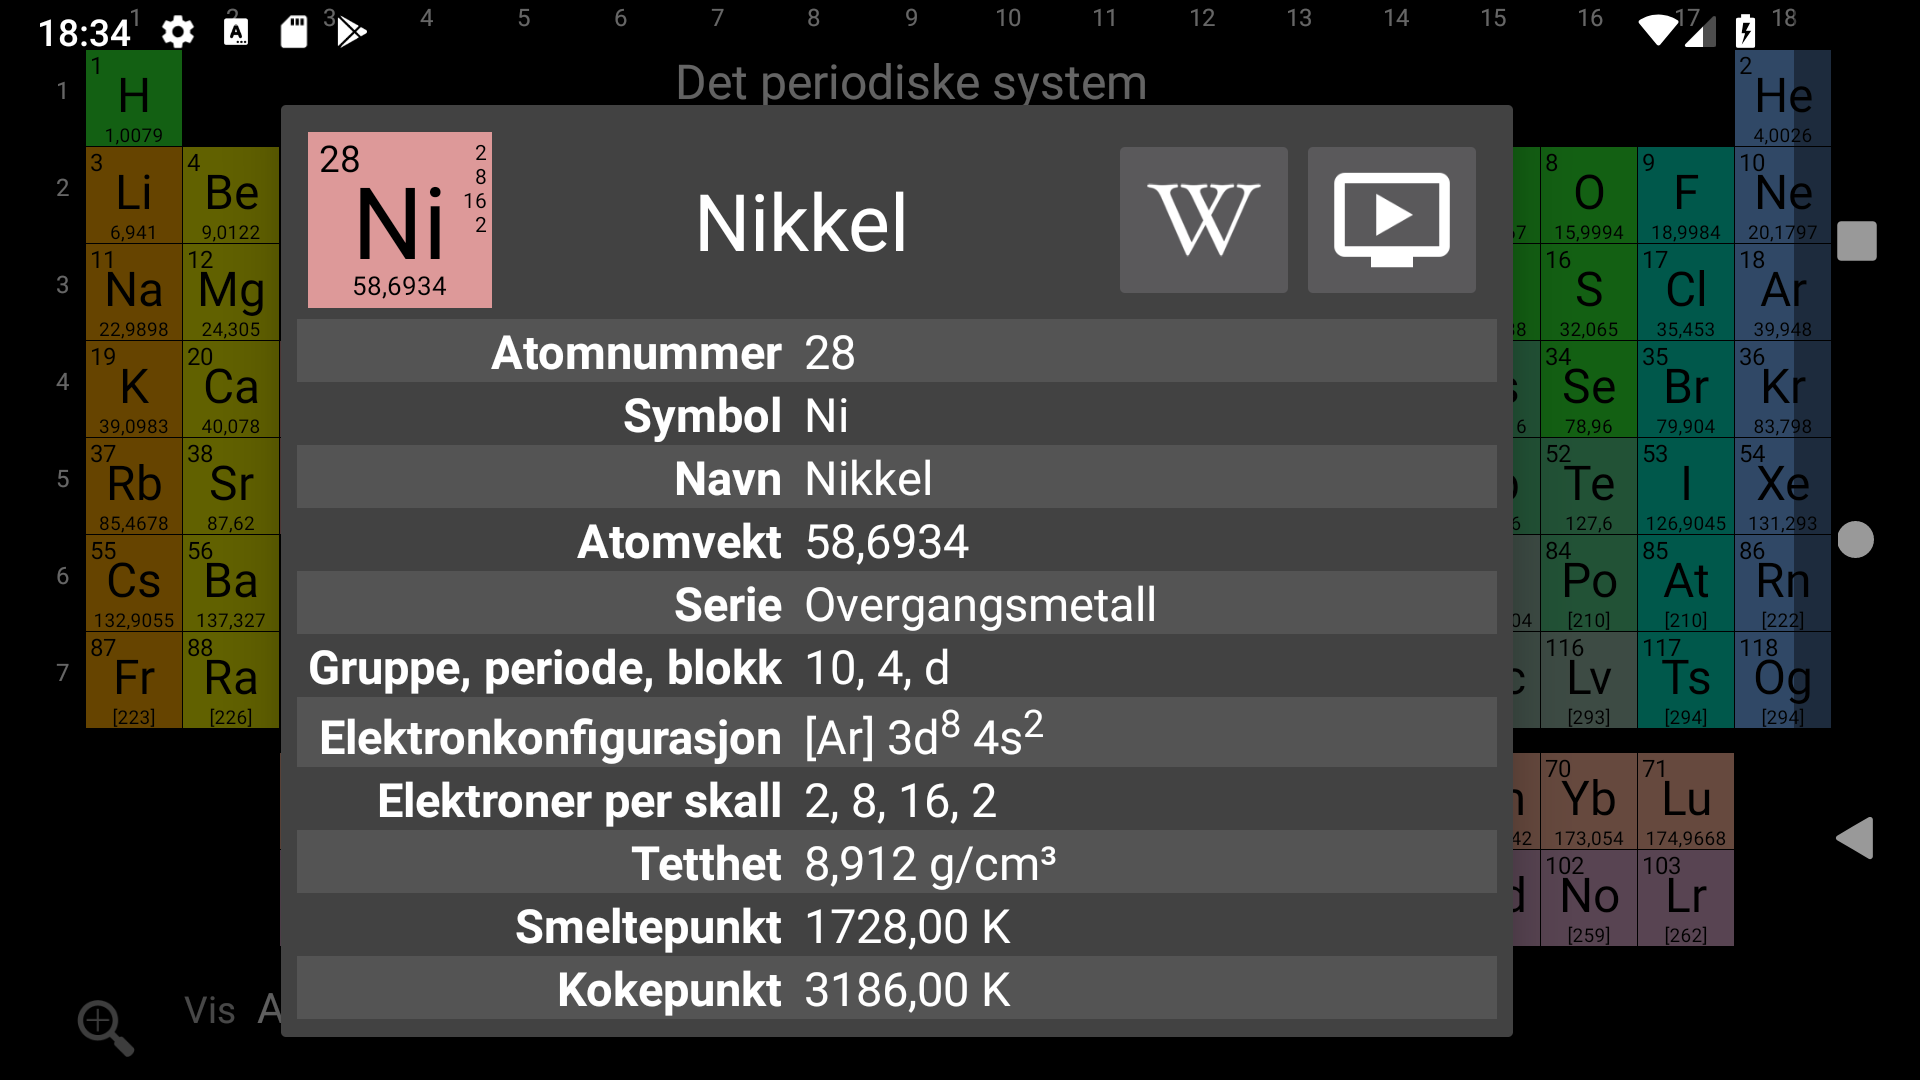 18:34
1 2 3 4 5 6 7 8 9 10 11 12 13 14 15 16 17 18
Det periodiske system
1 1 H 1,0079
2 He 4,0026
2 3 Li 6,941 4 Be 9,0122
8 O 15,9994 9 F 18,9984 10 Ne 20,1797
3 11 Na 22,9898 12 Mg 24,305
16 S 32,065 17 Cl 35,453 18 Ar 39,948
4 19 K 39,0983 20 Ca 40,078
34 Se 78,96 35 Br 79,904 36 Kr 83,798
5 37 Rb 85,4678 38 Sr 87,62
52 Te 127,6 53 I 126,9045 54 Xe 131,293
6 55 Cs 132,9055 56 Ba 137,327
84 Po [210] 85 At [210] 86 Rn [222]
7 87 Fr [223] 88 Ra [226]
116 Lv [293] 117 Ts [294] 118 Og [294]
70 Yb 173,054 71 Lu 174,9668
102 No [259] 103 Lr [262]
28 Ni 58,6934 2 8 16 2
Nikkel
W
Atomnummer 28
Symbol Ni
Navn Nikkel
Atomvekt 58,6934
Serie Overgangsmetall
Gruppe, periode, blokk 10, 4, d
Elektronkonfigurasjon [Ar] 3d⁸ 4s²
Elektroner per skall 2, 8, 16, 2
Tetthet 8,912 g/cm³
Smeltepunkt 1728,00 K
Kokepunkt 3186,00 K
Vis